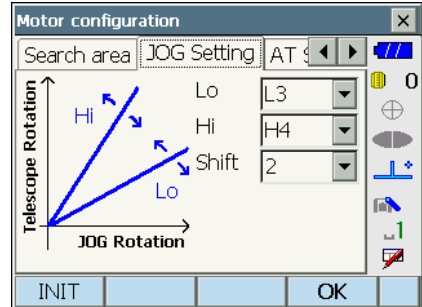 Motor configuration
Search area JOG Setting AT S
Telescope Rotation
Hi
Lo
JOG Rotation
Lo L3
Hi H4
Shift 2
0
1
INIT OK